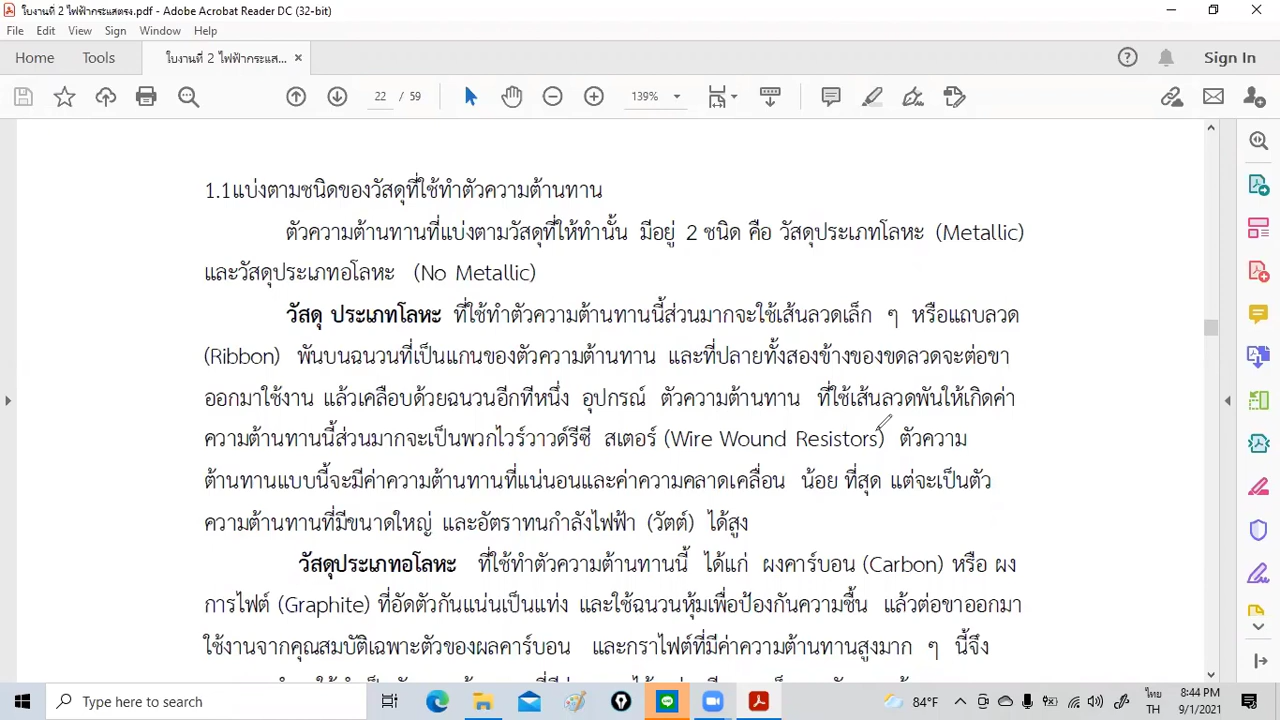 ใบงานที่ 2 ไฟฟ้ากระแสตรง.pdf - Adobe Acrobat Reader DC (32-bit)
File Edit View Sign Window Help
Home Tools ใบงานที่ 2 ไฟฟ้ากระแส... × Sign In
22 / 59 139%
1.1แบ่งตามชนิดของวัสดุที่ใช้ทำตัวความต้านทาน
ตัวความต้านทานที่แบ่งตามวัสดุที่ให้ทำนั้น มีอยู่ 2 ชนิด คือ วัสดุประเภทโลหะ (Metallic)
และวัสดุประเภทอโลหะ (No Metallic)
วัสดุ ประเภทโลหะ ที่ใช้ทำตัวความต้านทานนี้ส่วนมากจะใช้เส้นลวดเล็ก ๆ หรือแถบลวด
(Ribbon) พันบนฉนวนที่เป็นแกนของตัวความต้านทาน และที่ปลายทั้งสองข้างของขดลวดจะต่อขา
ออกมาใช้งาน แล้วเคลือบด้วยฉนวนอีกทีหนึ่ง อุปกรณ์ ตัวความต้านทาน ที่ใช้เส้นลวดพันให้เกิดค่า
ความต้านทานนี้ส่วนมากจะเป็นพวกไวร์วาวด์รีซี สเตอร์ (Wire Wound Resistors) ตัวความ
ต้านทานแบบนี้จะมีค่าความต้านทานที่แน่นอนและค่าความคลาดเคลื่อน น้อย ที่สุด แต่จะเป็นตัว
ความต้านทานที่มีขนาดใหญ่ และอัตราทนกำลังไฟฟ้า (วัตต์) ได้สูง
วัสดุประเภทอโลหะ ที่ใช้ทำตัวความต้านทานนี้ ได้แก่ ผงคาร์บอน (Carbon) หรือ ผง
การไฟต์ (Graphite) ที่อัดตัวกันแน่นเป็นแท่ง และใช้ฉนวนหุ้มเพื่อป้องกันความชื้น แล้วต่อขาออกมา
ใช้งานจากคุณสมบัติเฉพาะตัวของผลคาร์บอน และกราไฟต์ที่มีค่าความต้านทานสูงมาก ๆ นี้จึง
Type here to search 84°F ไทย TH 8:44 PM 9/1/2021